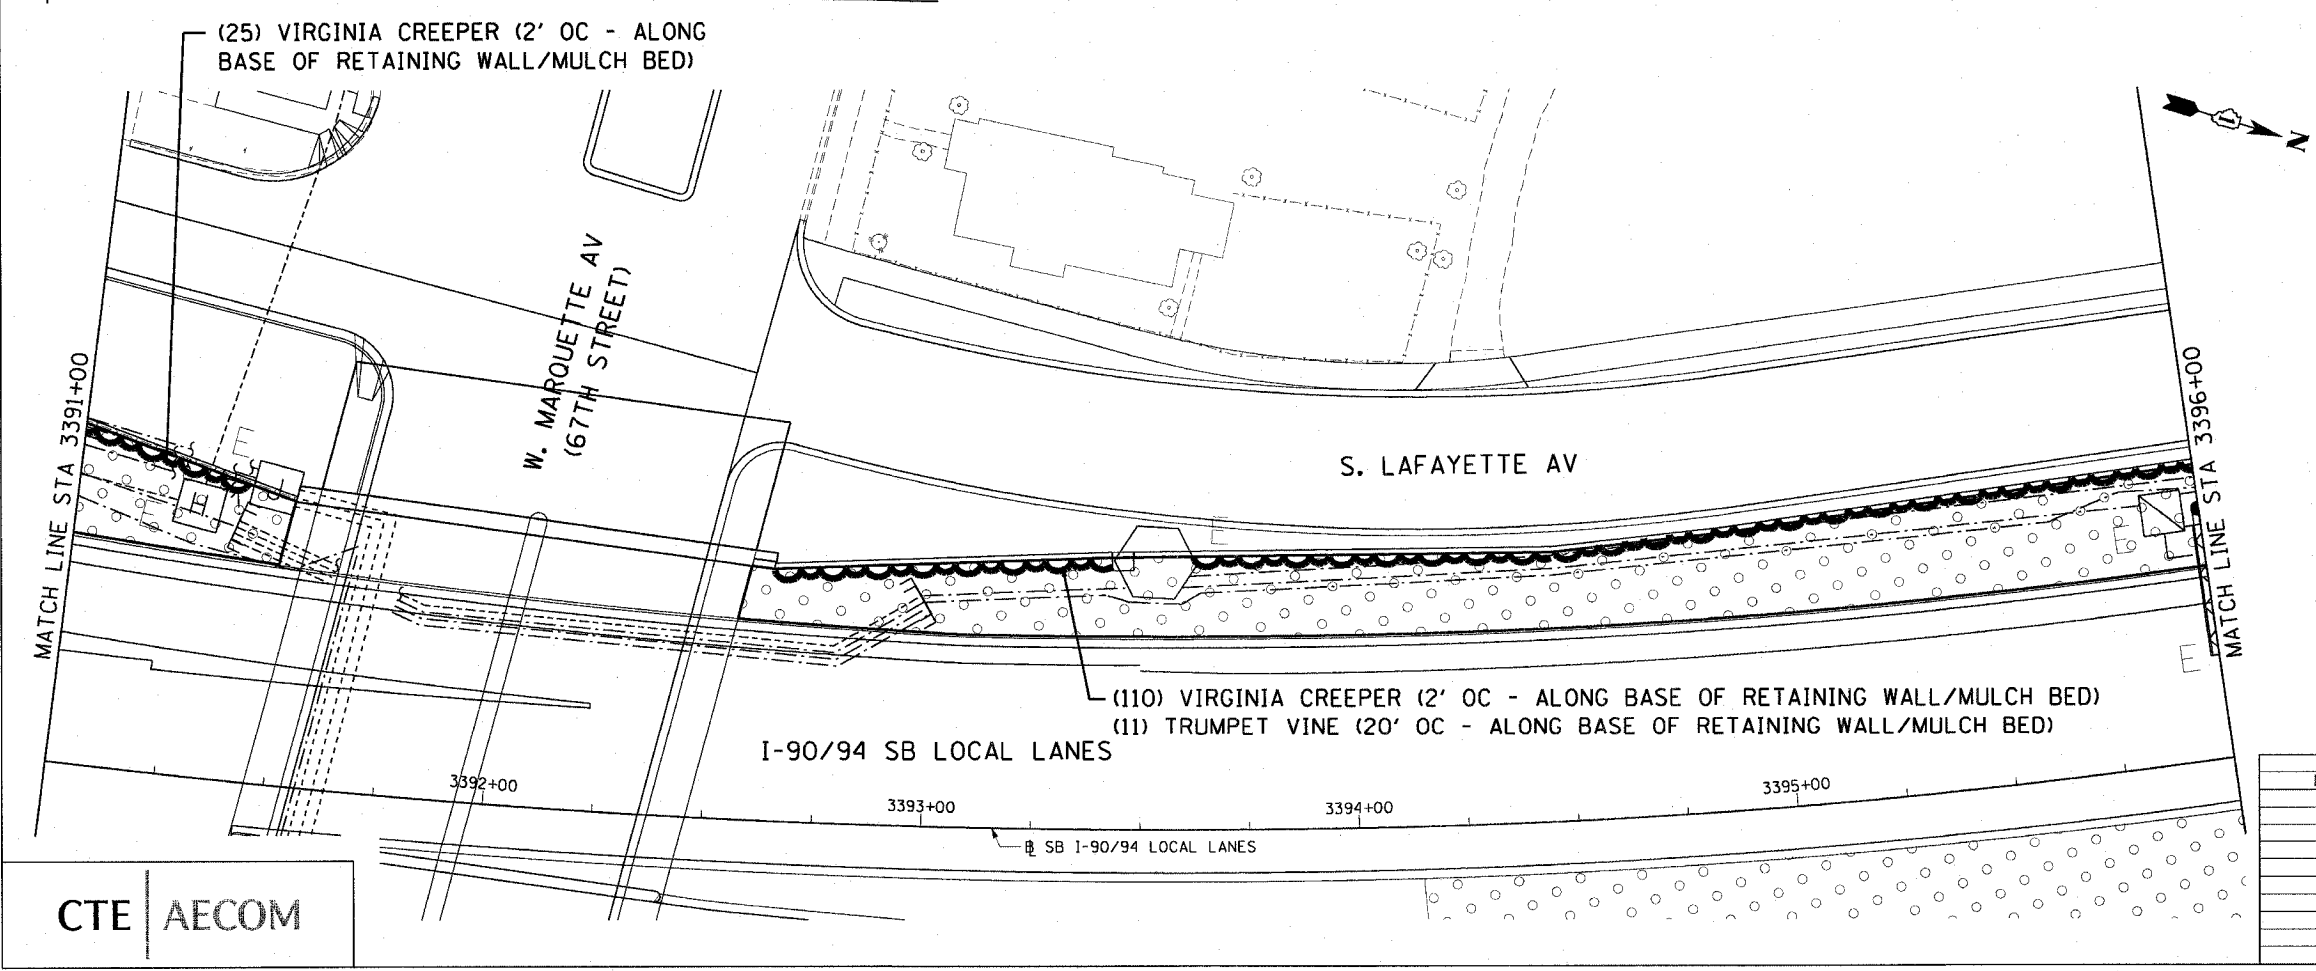 (25) VIRGINIA CREEPER (2' OC - ALONG
BASE OF RETAINING WALL/MULCH BED)
N
W. MARQUETTE AV
(67TH STREET)
MATCH LINE STA 3391+00
E
E
S. LAFAYETTE AV
E
MATCH LINE STA 3396+00
E
E
(110) VIRGINIA CREEPER (2' OC - ALONG BASE OF RETAINING WALL/MULCH BED)
(11) TRUMPET VINE (20' OC - ALONG BASE OF RETAINING WALL/MULCH BED)
I-90/94 SB LOCAL LANES
3392+00
3393+00
3394+00
3395+00
B SB I-90/94 LOCAL LANES
CTE AECOM